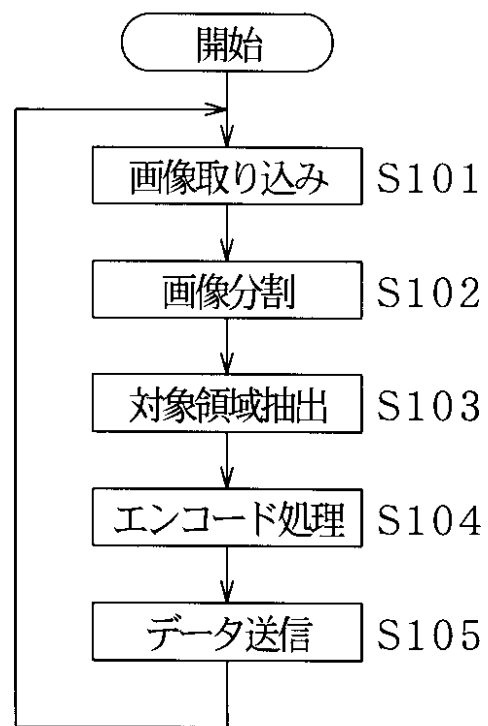 開始
画像取り込み S101
画像分割 S102
対象領域抽出 S103
エンコード処理 S104
データ送信 S105